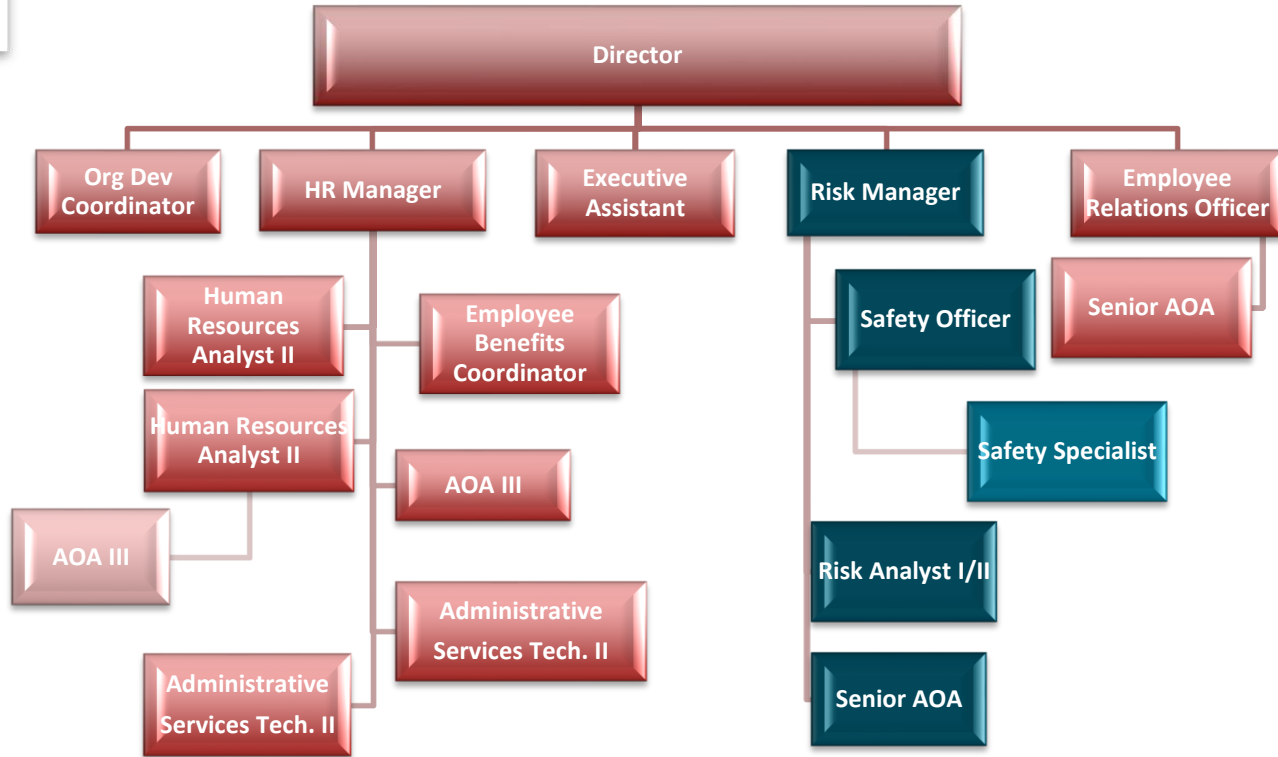 Director
Org Dev
Coordinator
HR Manager
Executive
Assistant
Risk Manager
Employee
Relations Officer
Human
Resources
Analyst II
Employee
Benefits
Coordinator
Safety Officer
Senior AOA
Human Resources
Analyst II
Safety Specialist
AOA III
AOA III
Risk Analyst I/II
Administrative
Services Tech. II
Administrative
Services Tech. II
Senior AOA